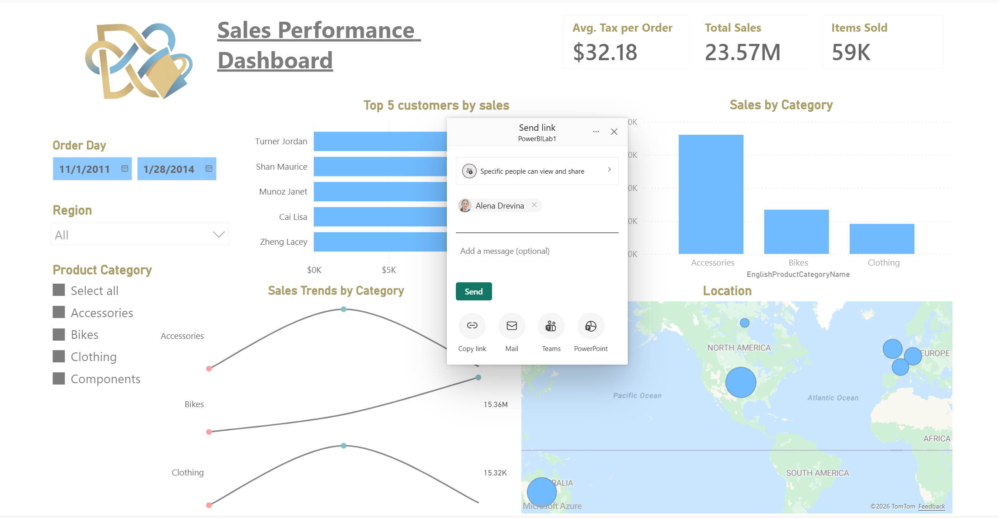 Sales Performance
Dashboard
Avg. Tax per Order
$32.18
Total Sales
23.57M
Items Sold
59K
Order Day
11/1/2011
1/28/2014
Region
All
Product Category
Select all
Accessories
Bikes
Clothing
Components
Top 5 customers by sales
Turner Jordan
Shan Maurice
Munoz Janet
Cai Lisa
Zheng Lacey
$0K
$5K
Send link
PowerBILab1
Specific people can view and share
Alena Drevina
Add a message (optional)
Send
Copy link
Mail
Teams
PowerPoint
Sales by Category
0K
0K
0K
0K
0K
Accessories
Bikes
Clothing
EnglishProductCategoryName
Sales Trends by Category
Accessories
Bikes
15.36M
Clothing
15.32K
Location
NORTH AMERICA
EUROPE
Pacific Ocean
Atlantic Ocean
AFRICA
SOUTH AMERICA
RALIA
Microsoft Azure
©2026 TomTom Feedback